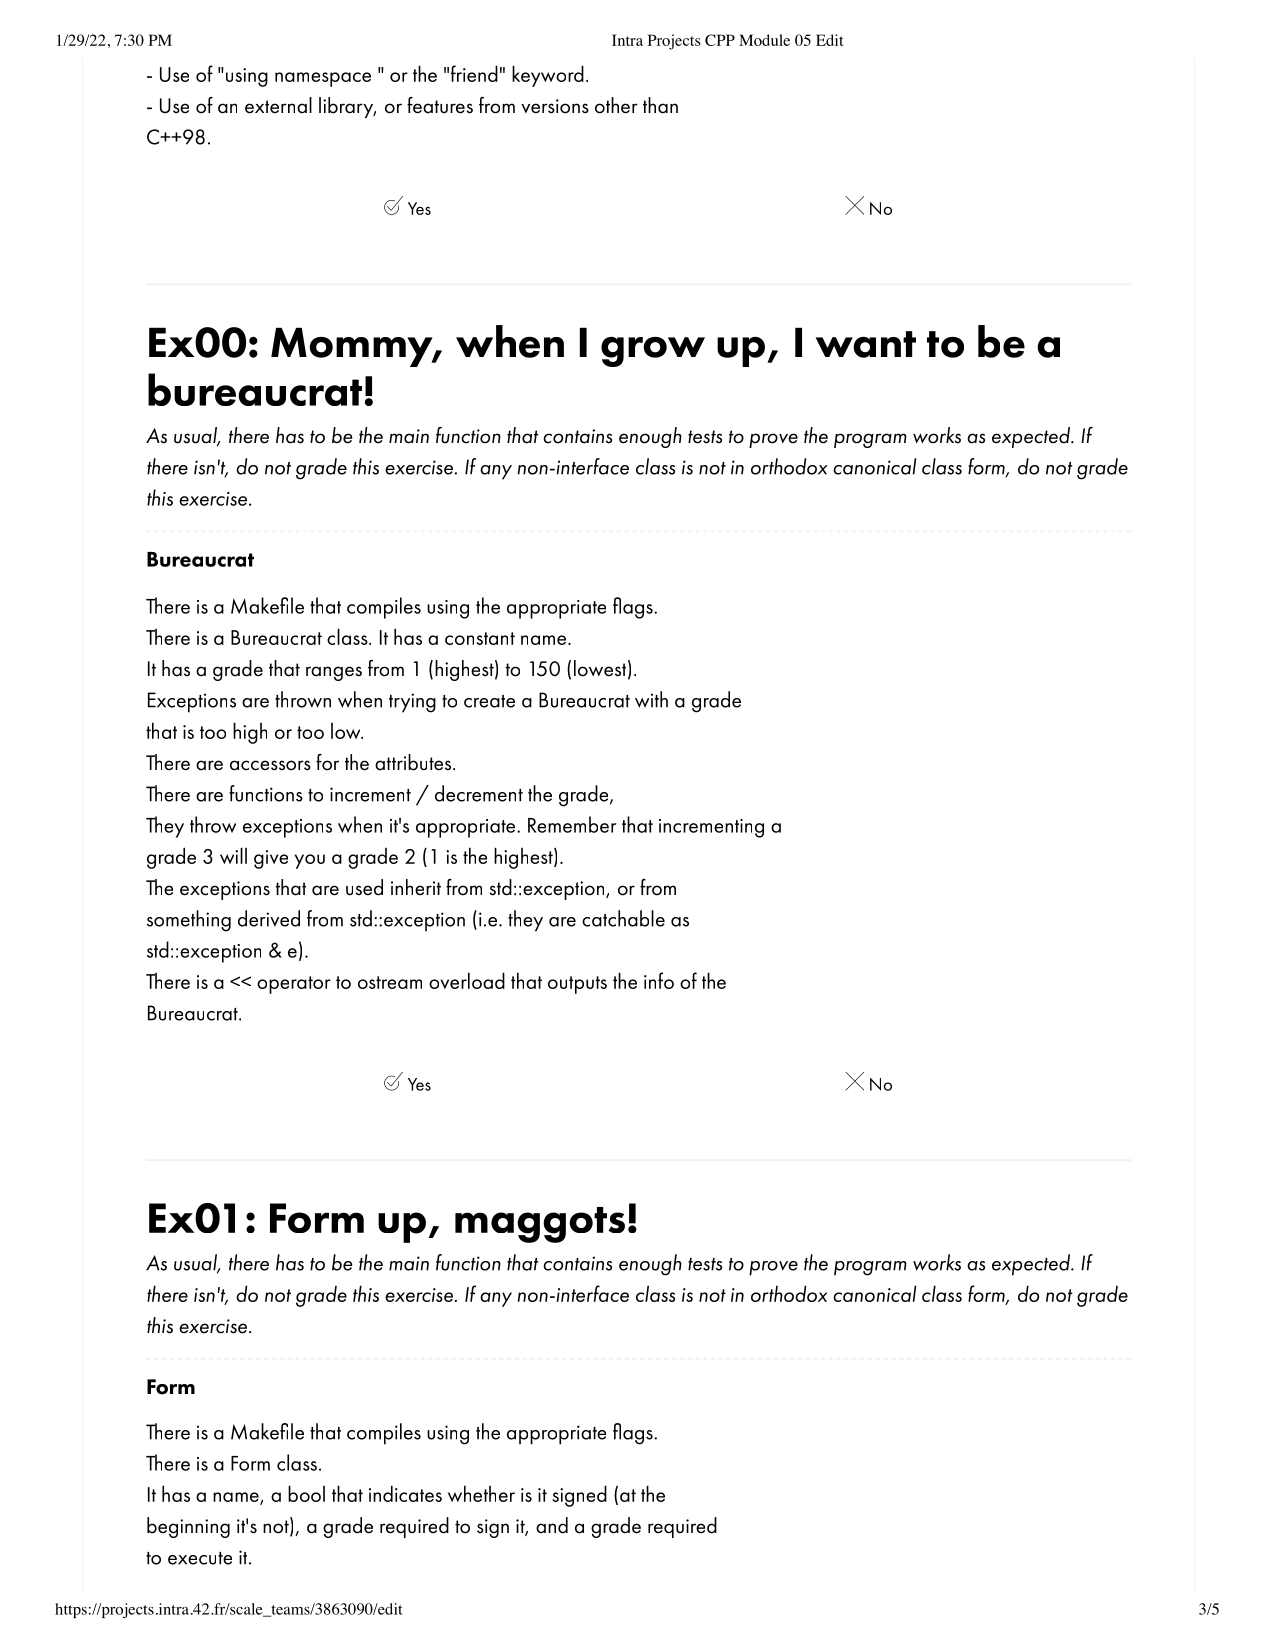 1/29/22, 7:30 PM
Intra Projects CPP Module 05 Edit
- Use of "using namespace " or the "friend" keyword.
- Use of an external library, or features from versions other than
C++98.
Yes
No
Ex00: Mommy, when I grow up, I want to be a
bureaucrat!
As usual, there has to be the main function that contains enough tests to prove the program works as expected. If
there isn't, do not grade this exercise. If any non-interface class is not in orthodox canonical class form, do not grade
this exercise.
Bureaucrat
There is a Makefile that compiles using the appropriate flags.
There is a Bureaucrat class. It has a constant name.
It has a grade that ranges from 1 (highest) to 150 (lowest).
Exceptions are thrown when trying to create a Bureaucrat with a grade
that is too high or too low.
There are accessors for the attributes.
There are functions to increment / decrement the grade,
They throw exceptions when it's appropriate. Remember that incrementing a
grade 3 will give you a grade 2 (1 is the highest).
The exceptions that are used inherit from std::exception, or from
something derived from std::exception (i.e. they are catchable as
std::exception & e).
There is a << operator to ostream overload that outputs the info of the
Bureaucrat.
Yes
No
Ex01: Form up, maggots!
As usual, there has to be the main function that contains enough tests to prove the program works as expected. If
there isn't, do not grade this exercise. If any non-interface class is not in orthodox canonical class form, do not grade
this exercise.
Form
There is a Makefile that compiles using the appropriate flags.
There is a Form class.
It has a name, a bool that indicates whether is it signed (at the
beginning it's not), a grade required to sign it, and a grade required
to execute it.
https://projects.intra.42.fr/scale_teams/3863090/edit
3/5